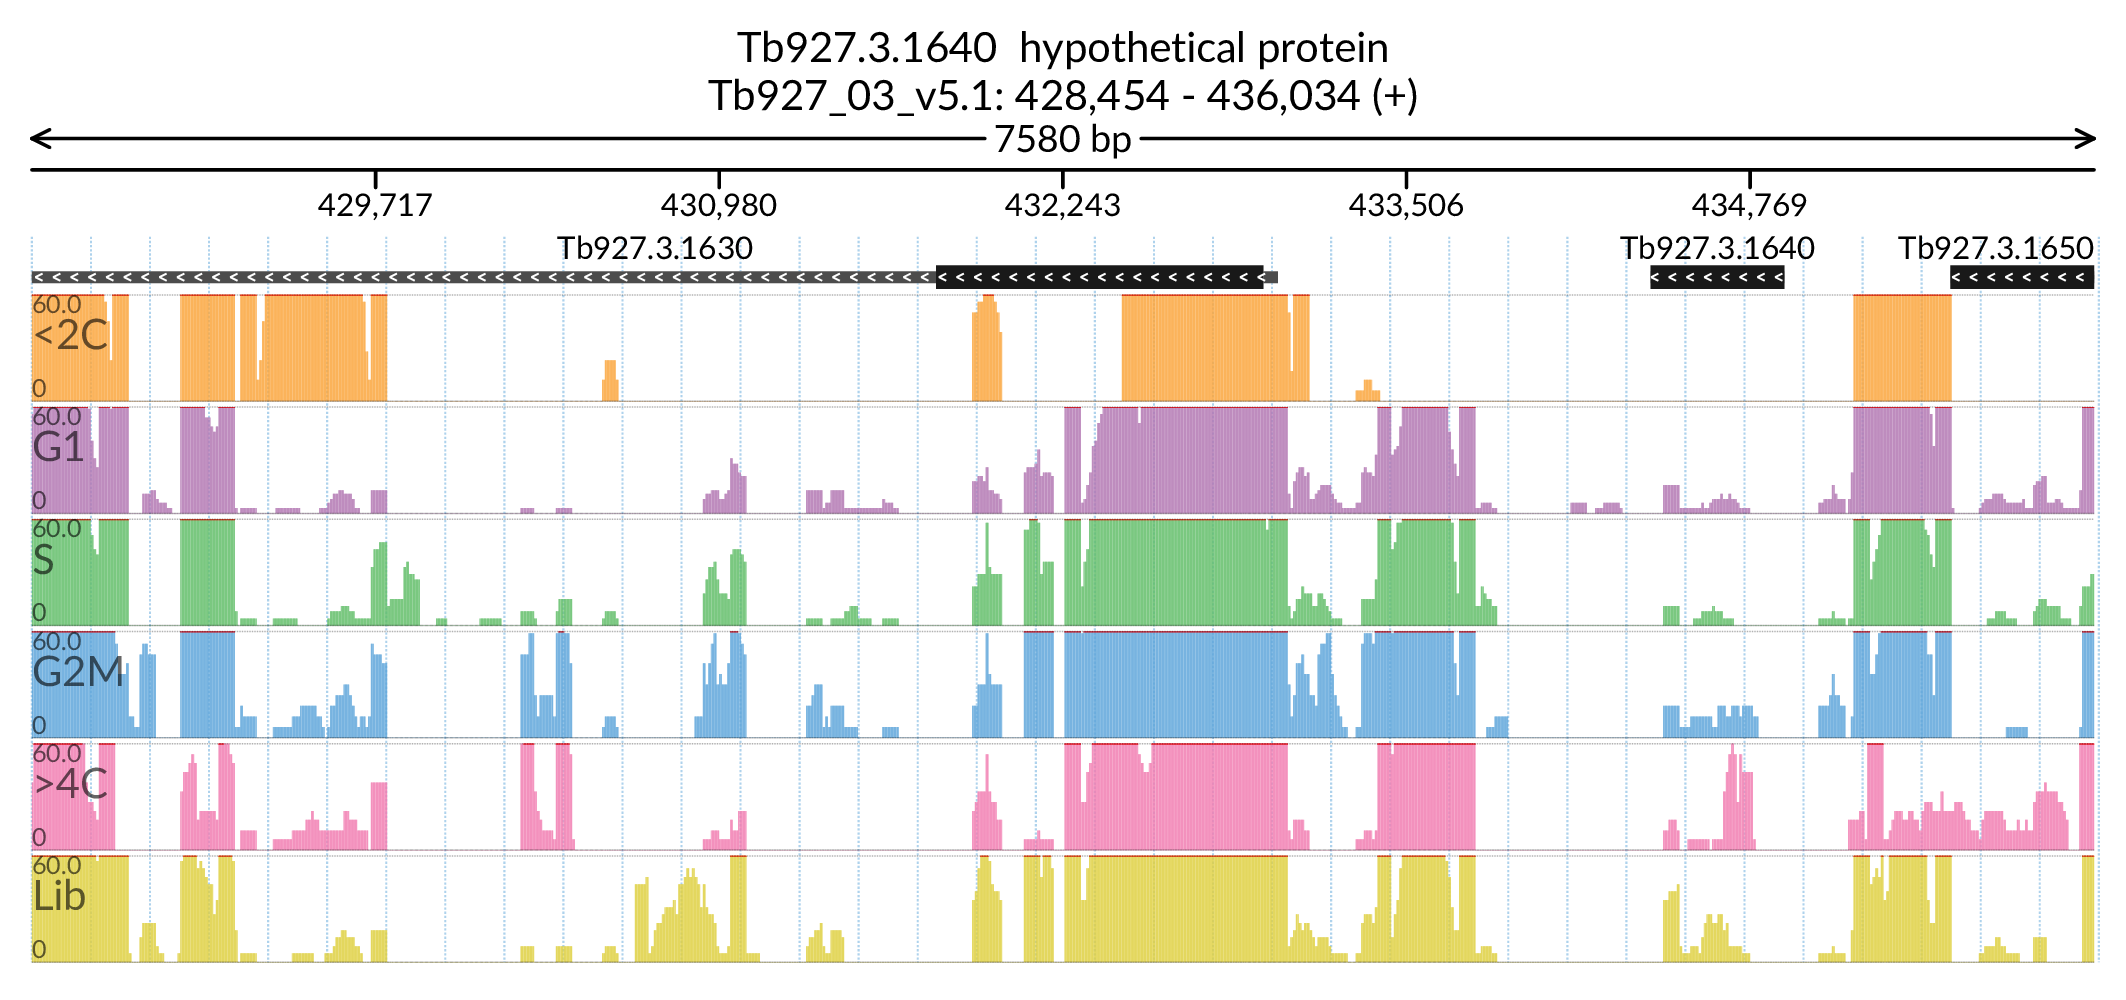 Tb927.3.1640  hypothetical protein
Tb927_03_v5.1: 428,454 - 436,034 (+)
7580 bp
429,717 430,980 432,243 433,506 434,769
Tb927.3.1630 Tb927.3.1640 Tb927.3.1650
60.0
<2C
0
60.0
G1
0
60.0
S
0
60.0
G2M
0
60.0
>4C
0
60.0
Lib
0